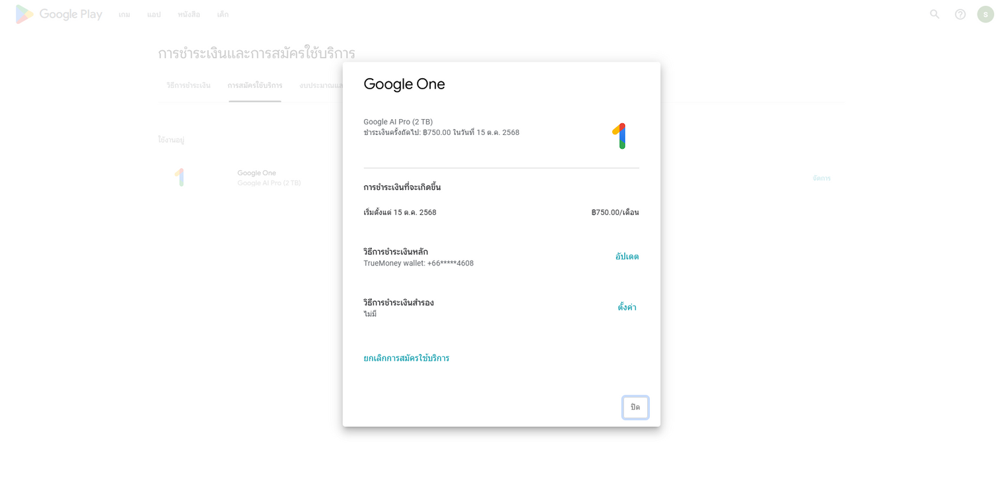 Google Play เกม แอป หนังสือ เด็ก S
การชำระเงินและการสมัครใช้บริการ
วิธีการชำระเงิน การสมัครใช้บริการ งบประมาณแล
ใช้งานอยู่
Google One
Google AI Pro (2 TB)
จัดการ
Google One
Google AI Pro (2 TB)
ชำระเงินครั้งถัดไป: ฿750.00 ในวันที่ 15 ต.ค. 2568
การชำระเงินที่จะเกิดขึ้น
เริ่มตั้งแต่ 15 ต.ค. 2568 ฿750.00/เดือน
วิธีการชำระเงินหลัก
TrueMoney wallet: +66*****4608
อัปเดต
วิธีการชำระเงินสำรอง
ไม่มี
ตั้งค่า
ยกเลิกการสมัครใช้บริการ
ปิด